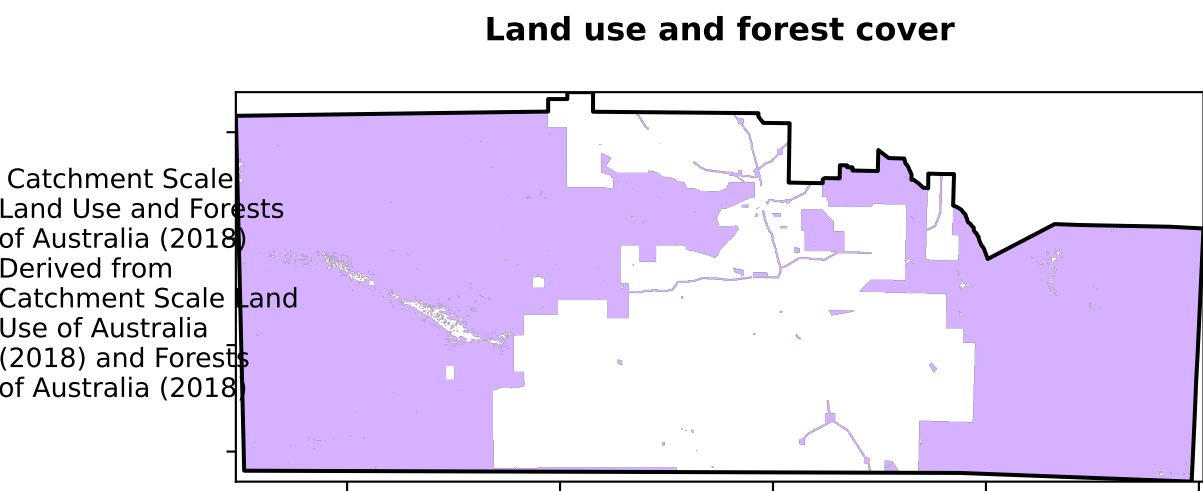 Land use and forest cover
Catchment Scale
Land Use and Forests
of Australia (2018)
Derived from
Catchment Scale Land
Use of Australia
(2018) and Forests
of Australia (2018)